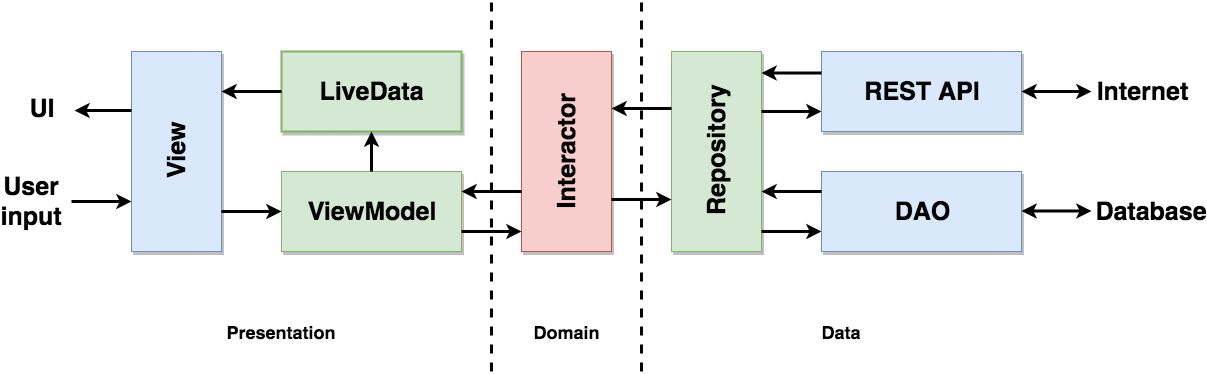 UI
User
input
View
LiveData
ViewModel
Interactor
Repository
REST API
DAO
Internet
Database
Presentation
Domain
Data